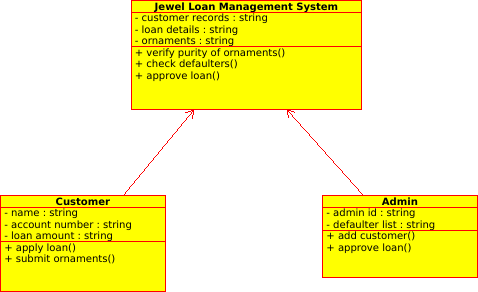 Jewel Loan Management System
- customer records : string
- loan details : string
- ornaments : string
+ verify purity of ornaments()
+ check defaulters()
+ approve loan()
Customer
- name : string
- account number : string
- loan amount : string
+ apply loan()
+ submit ornaments()
Admin
- admin id : string
- defaulter list : string
+ add customer()
+ approve loan()